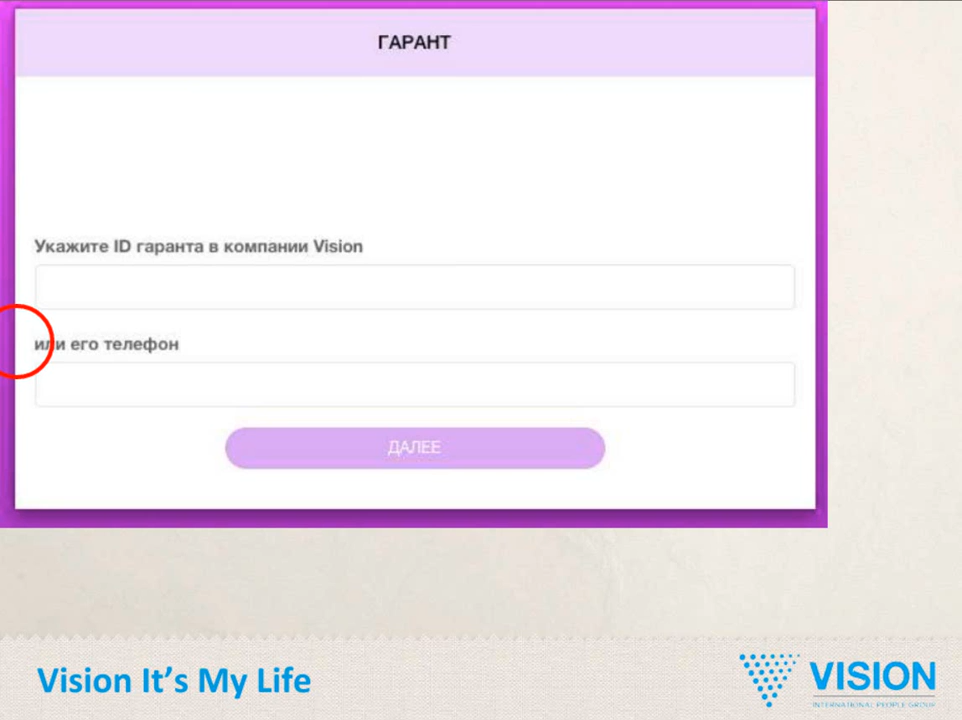 ГАРАНТ
Укажите ID гаранта в компании Vision
или его телефон
ДАЛЕЕ
Vision It’s My Life
VISION
INTERNATIONAL PEOPLE GROUP